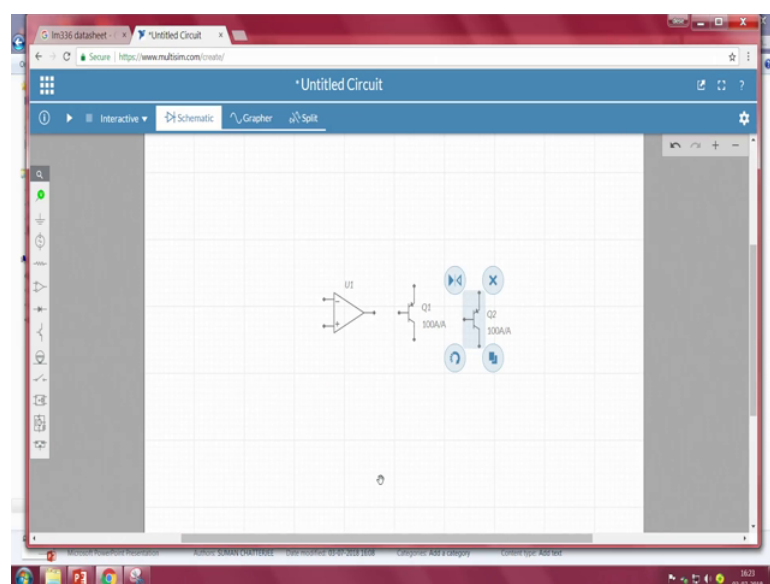 lm336 datasheet -
*Untitled Circuit
Secure | https://www.multisim.com/create/
*Untitled Circuit
Interactive
Schematic
Grapher
Split
U1
Q1
100A/A
Q2
100A/A
Microsoft PowerPoint Presentation
Authors: SUMAN CHATTERJEE
Date modified: 03-07-2018 16:08
Categories: Add a category
Content type: Add text
16:23